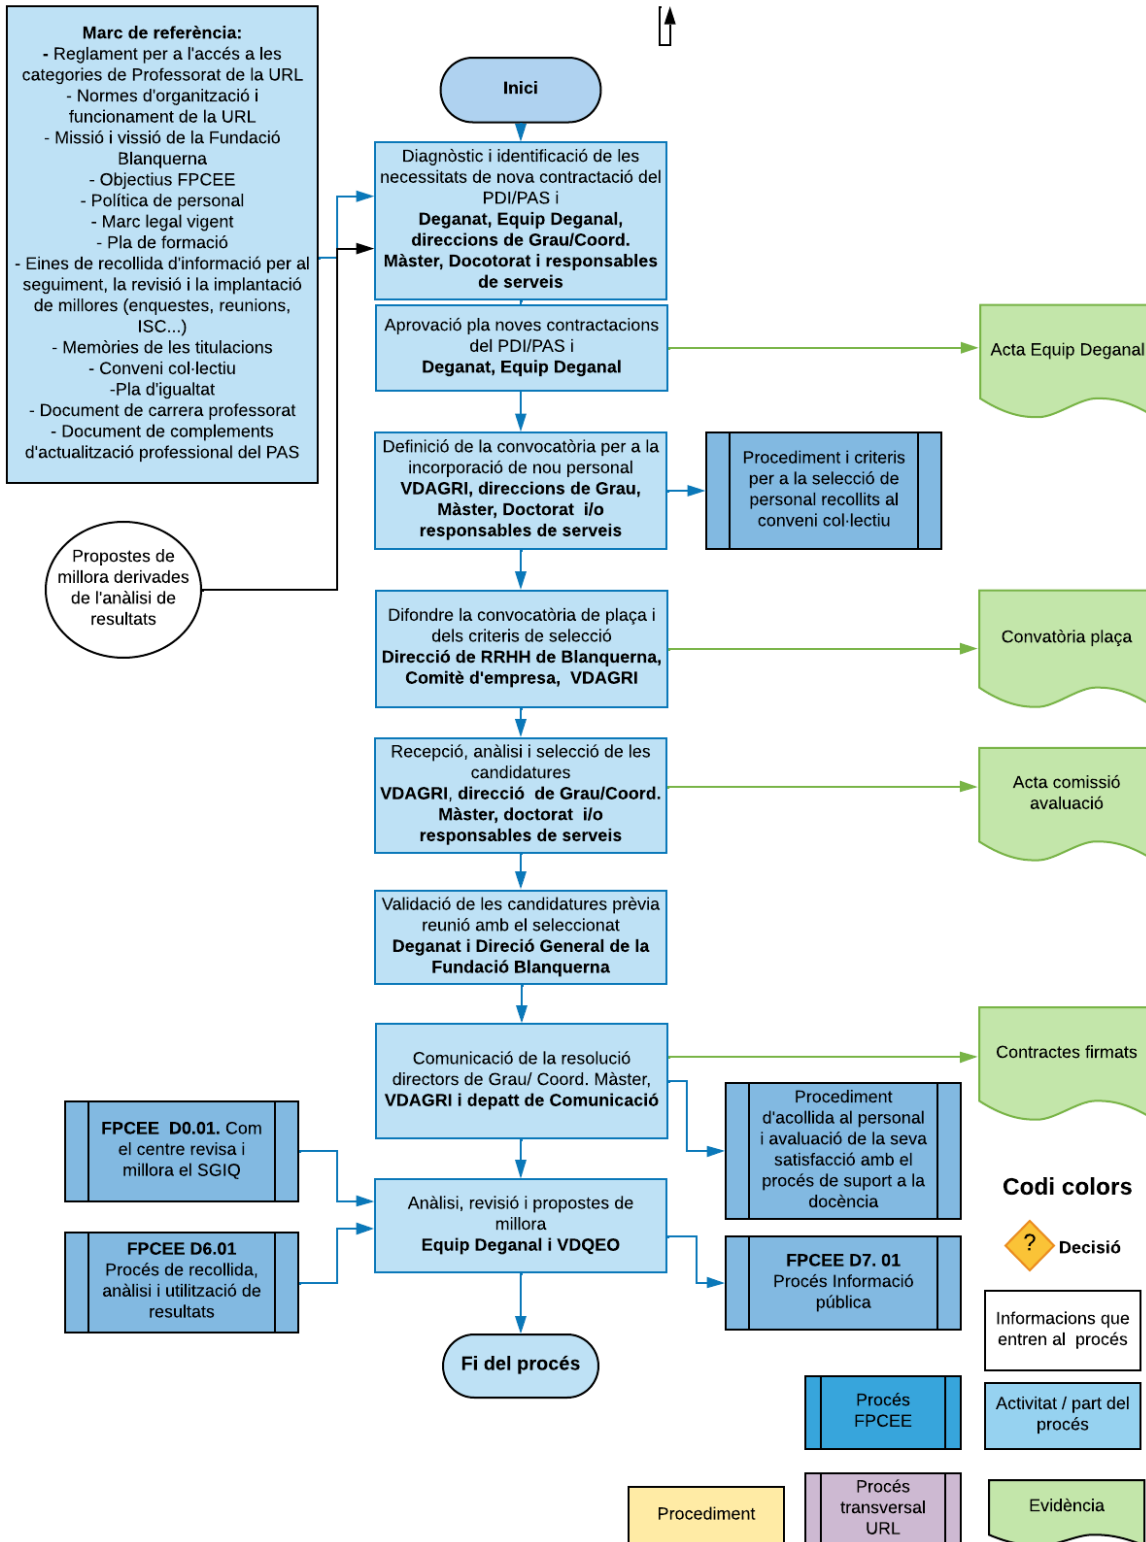 Marc de referència:
- Reglament per a l'accés a les
categories de Professorat de la URL
- Normes d'organització i
funcionament de la URL
- Missió i vissió de la Fundació
Blanquerna
- Objectius FPCEE
- Política de personal
- Marc legal vigent
- Pla de formació
- Eines de recollida d'informació per al
seguiment, la revisió i la implantació
de millores (enquestes, reunions,
ISC...)
- Memòries de les titulacions
- Conveni col·lectiu
-Pla d'igualtat
- Document de carrera professorat
- Document de complements
d'actualització professional del PAS
Propostes de
millora derivades
de l'anàlisi de
resultats
Inici
Diagnòstic i identificació de les
necessitats de nova contractació del
PDI/PAS i
Deganat, Equip Deganal,
direccions de Grau/Coord.
Màster, Docotorat i responsables
de serveis
Aprovació pla noves contractacions
del PDI/PAS i
Deganat, Equip Deganal
Acta Equip Deganal
Definició de la convocatòria per a la
incorporació de nou personal
VDAGRI, direccions de Grau,
Màster, Doctorat i/o
responsables de serveis
Procediment i criteris
per a la selecció de
personal recollits al
conveni col·lectiu
Difondre la convocatòria de plaça i
dels criteris de selecció
Direcció de RRHH de Blanquerna,
Comitè d'empresa, VDAGRI
Convatòria plaça
Recepció, anàlisi i selecció de les
candidatures
VDAGRI, direcció de Grau/Coord.
Màster, doctorat i/o
responsables de serveis
Acta comissió
avaluació
Validació de les candidatures prèvia
reunió amb el seleccionat
Deganat i Direció General de la
Fundació Blanquerna
Comunicació de la resolució
directors de Grau/ Coord. Màster,
VDAGRI i depatt de Comunicació
Contractes firmats
Procediment
d'acollida al personal
i avaluació de la seva
satisfacció amb el
procés de suport a la
docència
FPCEE D0.01. Com
el centre revisa i
millora el SGIQ
FPCEE D6.01
Procés de recollida,
anàlisi i utilització de
resultats
Anàlisi, revisió i propostes de
millora
Equip Deganal i VDQEO
FPCEE D7. 01
Procés Informació
pública
Fi del procés
Codi colors
?
Decisió
Informacions que
entren al procés
Procés
FPCEE
Activitat / part del
procés
Procediment
Procés
transversal
URL
Evidència